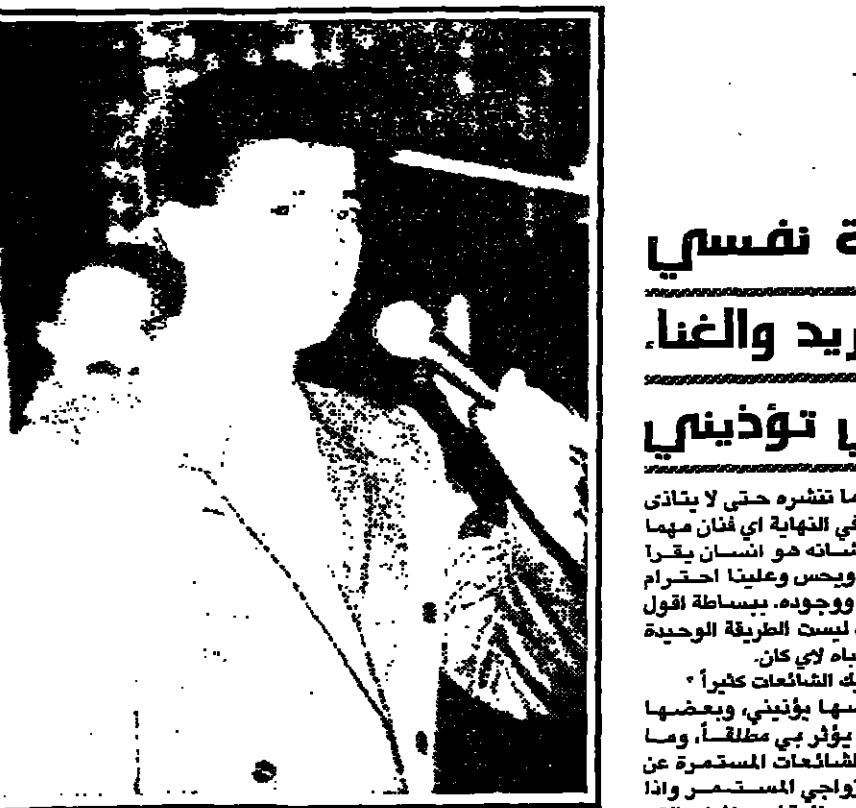 ة نفسي
ريد والغناء
ي تؤذيني
ما تنشره حتى لا يتاذى
في النهاية اي فنان مهما
شانه هو انسان يقرا
ويحس وعلينا احترام
ووجوده. ببساطة اقول
ليست الطريقة الوحيدة
باه لاي كان.
ك الشائعات كثيراً ؟
سها يؤذيني، وبعضها
يؤثر بي مطلقاً، وما
لشائعات المستمرة عن
زواجي المستمر واذا